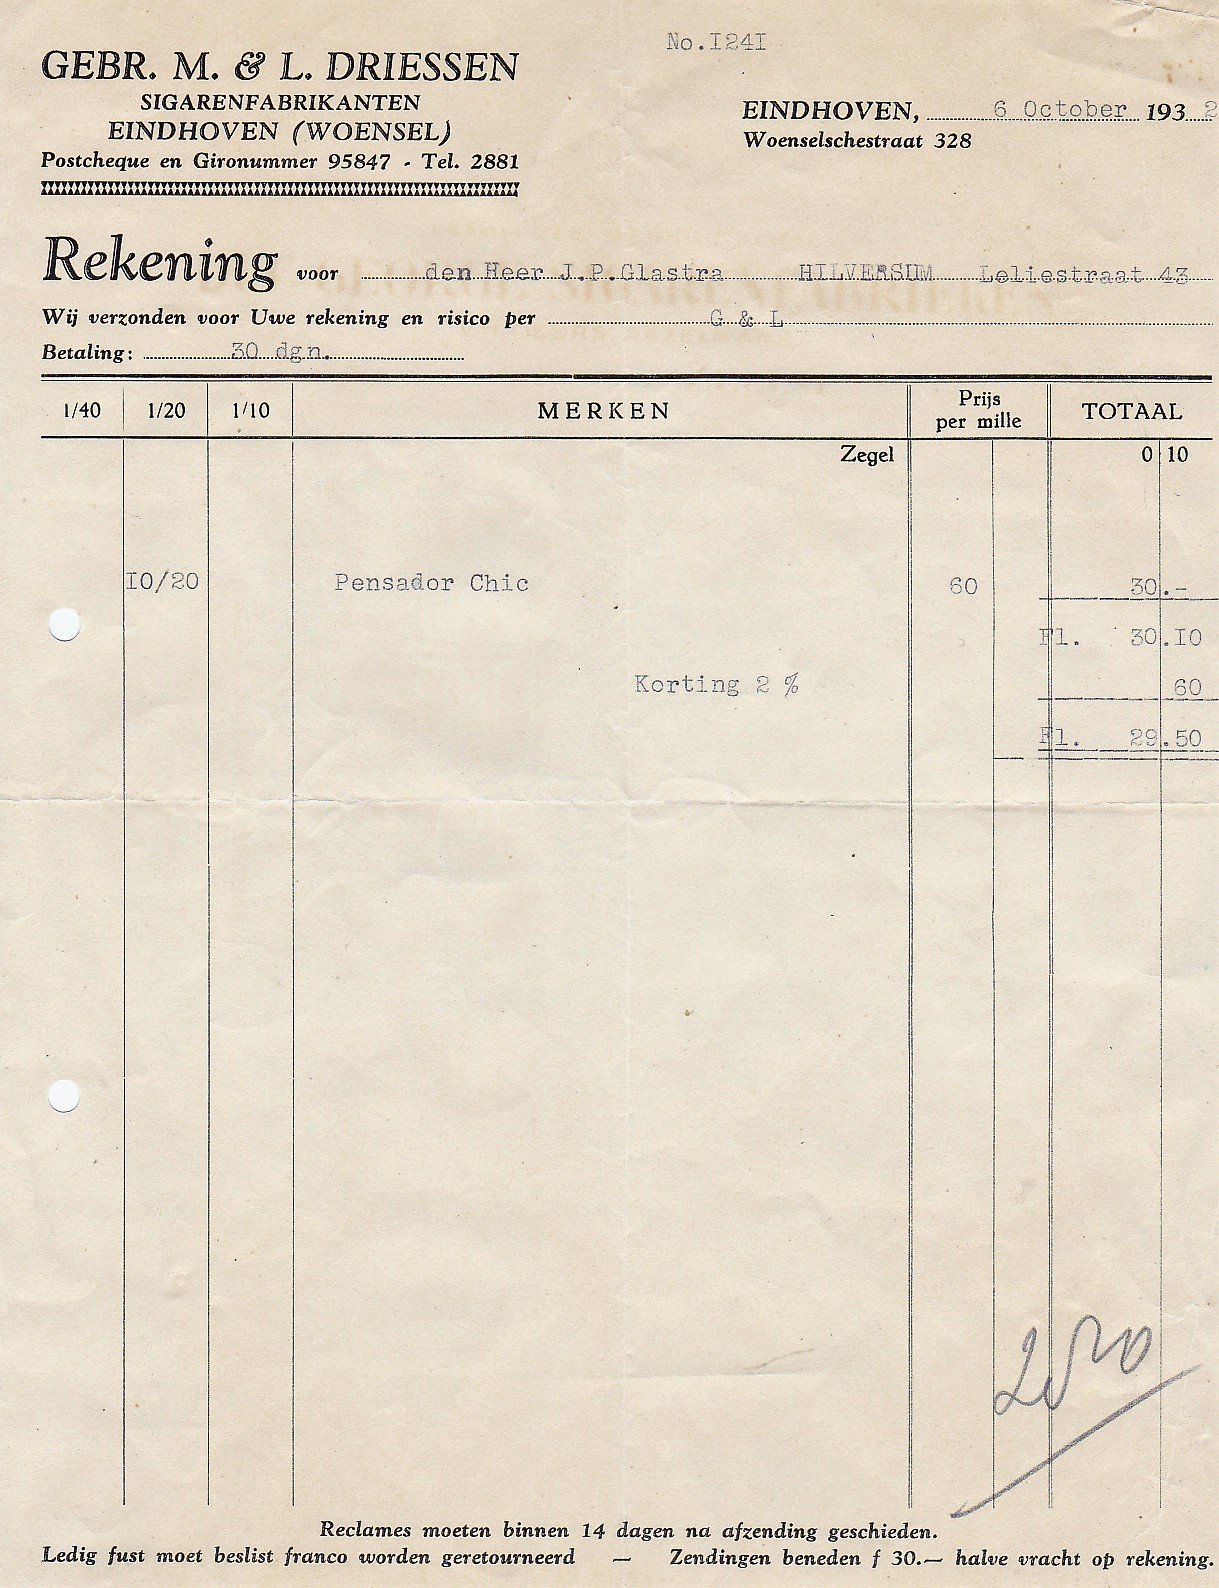 No.I24I
GEBR. M. & L. DRIESSEN
SIGARENFABRIKANTEN
EINDHOVEN (WOENSEL)
Postcheque en Gironummer 95847 - Tel. 2881
EINDHOVEN, 6 October 1932
Woenselschestraat 328
Rekening voor den Heer J.P.Glastra HILVERSUM Leliestraat 43
Wij verzonden voor Uwe rekening en risico per G & L
Betaling: 30 dgn.
1/40 1/20 1/10 MERKEN Prijs per mille TOTAAL
Zegel 0 10
I0/20 Pensador Chic 60 30.-
Fl. 30.I0
Korting 2 % 60
Fl. 29.50
Reclames moeten binnen 14 dagen na afzending geschieden.
Ledig fust moet beslist franco worden geretourneerd — Zendingen beneden f 30.— halve vracht op rekening.